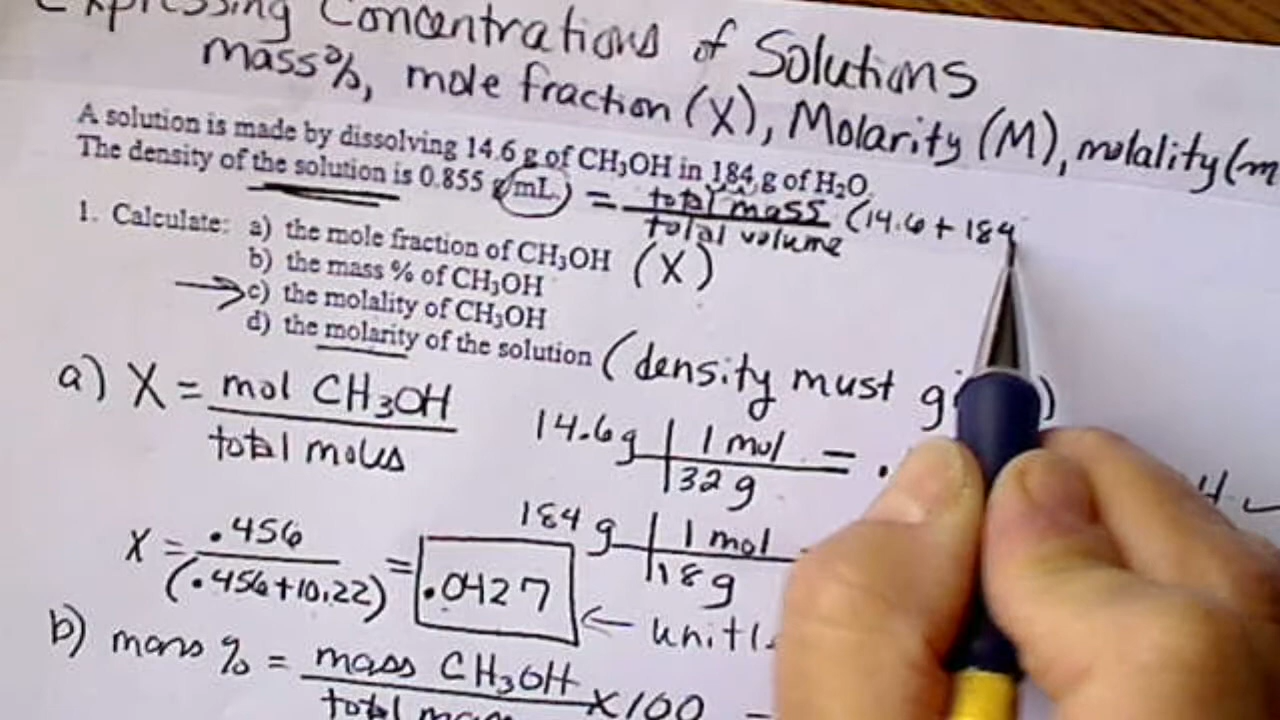 Expressing Concentrations of Solutions
mass%, mole fraction (X), Molarity (M), molality (m
A solution is made by dissolving 14.6 g of CH₃OH in 184 g of H₂O.
The density of the solution is 0.855 g/mL = total mass (14.6 + 184
total volume
1. Calculate: a) the mole fraction of CH₃OH (X)
b) the mass % of CH₃OH
→ c) the molality of CH₃OH
d) the molarity of the solution (density must )
a) X = mol CH₃OH
total moles
14.6g | 1 mol =
32 g
184 g | 1 mol
18 g
X = .456 = .0427
(.456+10.22)
b) mass % = mass CH₃OH x100
total